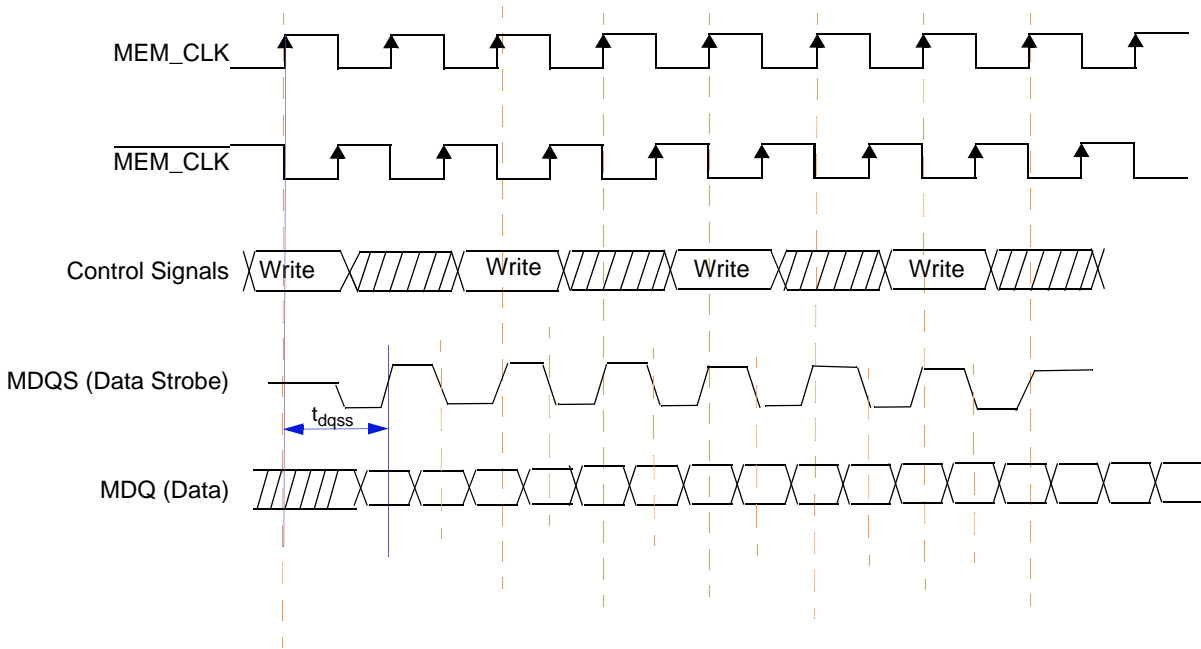 MEM_CLK
MEM_CLK
Control Signals Write Write Write Write
MDQS (Data Strobe)
tdqss
MDQ (Data)